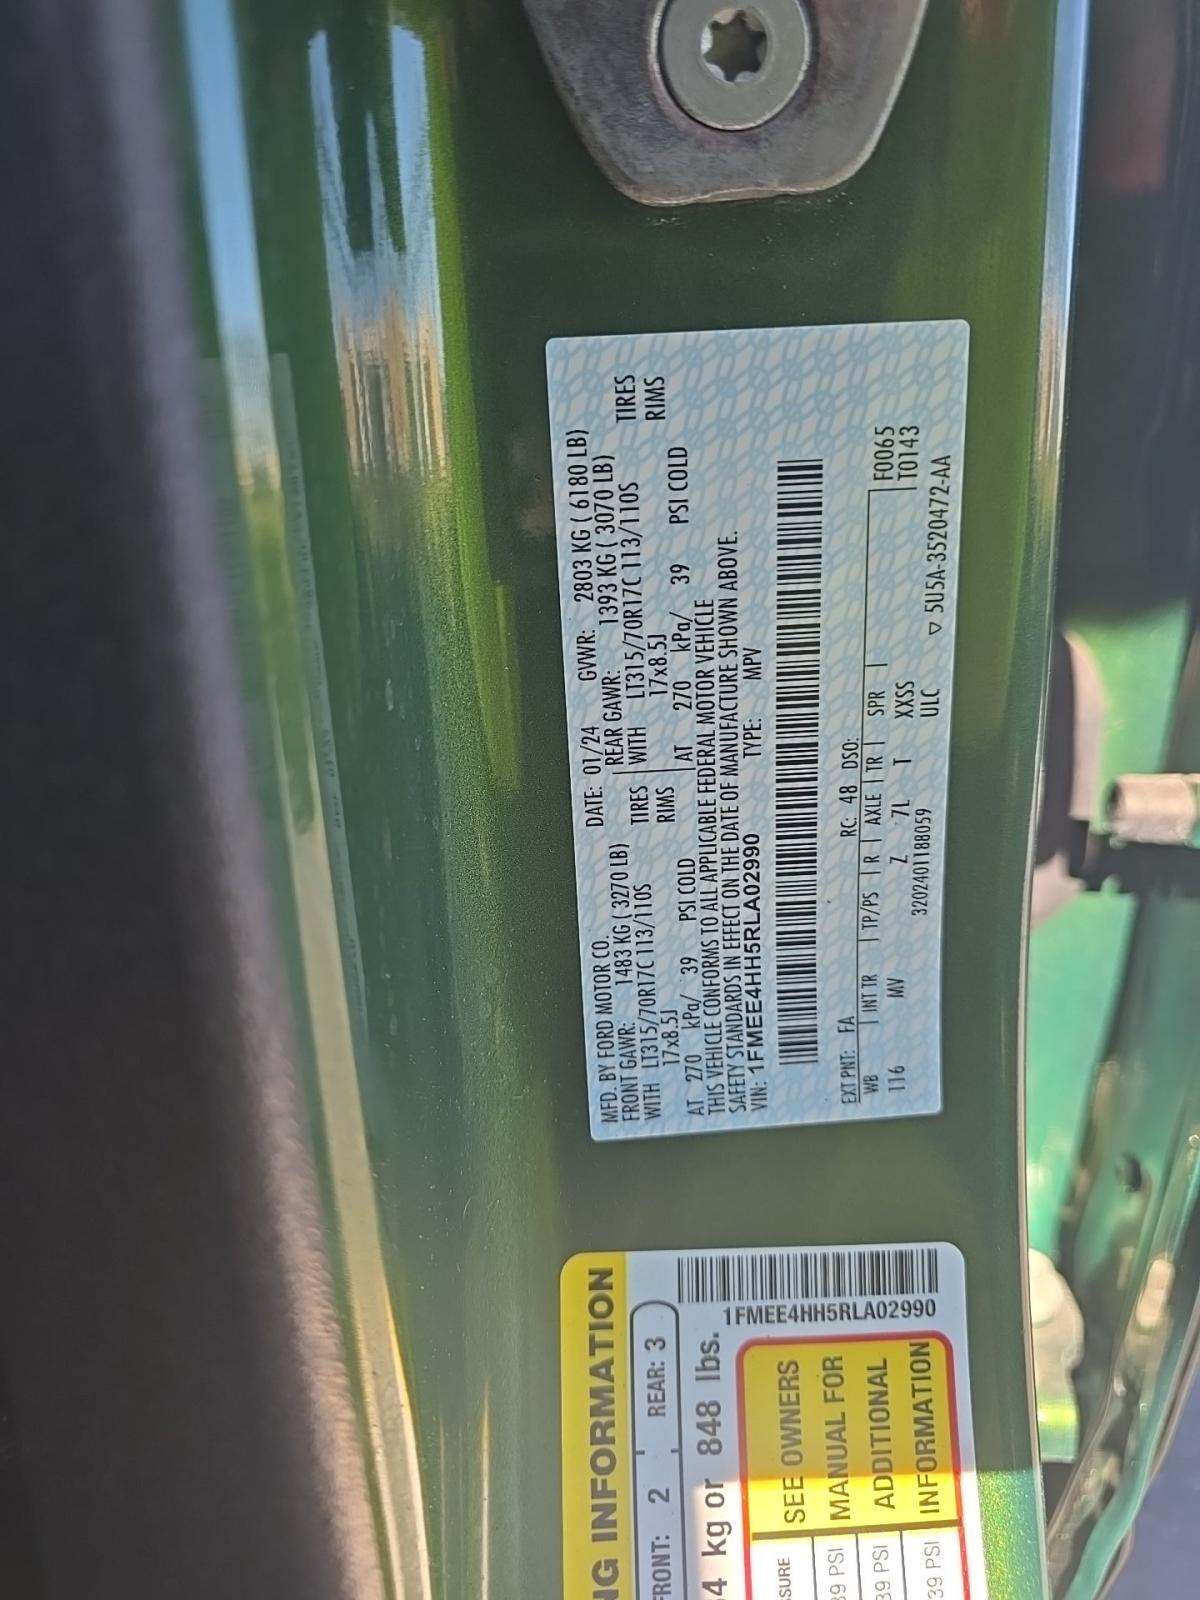 MFD. BY FORD MOTOR CO.
DATE: 01/24 GVWR: 2803 KG ( 6180 LB)
FRONT GAWR: 1483 KG ( 3270 LB)
REAR GAWR: 1393 KG ( 3070 LB)
WITH LT315/70R17C 113/110S TIRES
WITH LT315/70R17C 113/110S TIRES
17x8.5J RIMS
17x8.5J RIMS
AT 270 kPa/ 39 PSI COLD
AT 270 kPa/ 39 PSI COLD
THIS VEHICLE CONFORMS TO ALL APPLICABLE FEDERAL MOTOR VEHICLE
SAFETY STANDARDS IN EFFECT ON THE DATE OF MANUFACTURE SHOWN ABOVE.
VIN: 1FMEE4HH5RLA02990 TYPE: MPV
EXT PNT: FA RC: 48 DSO:
WB INT TR TP/PS R AXLE TR SPR
F0065
T0143
116 MV Z 7L T XXSS
ULC
3202401188059
▽ 5U5A-3520472-AA
NG INFORMATION
FRONT: 2 REAR: 3
kg or 848 lbs.
1FMEE4HH5RLA02990
SEE OWNERS
MANUAL FOR
ADDITIONAL
INFORMATION
SURE
39 PSI
39 PSI
39 PSI